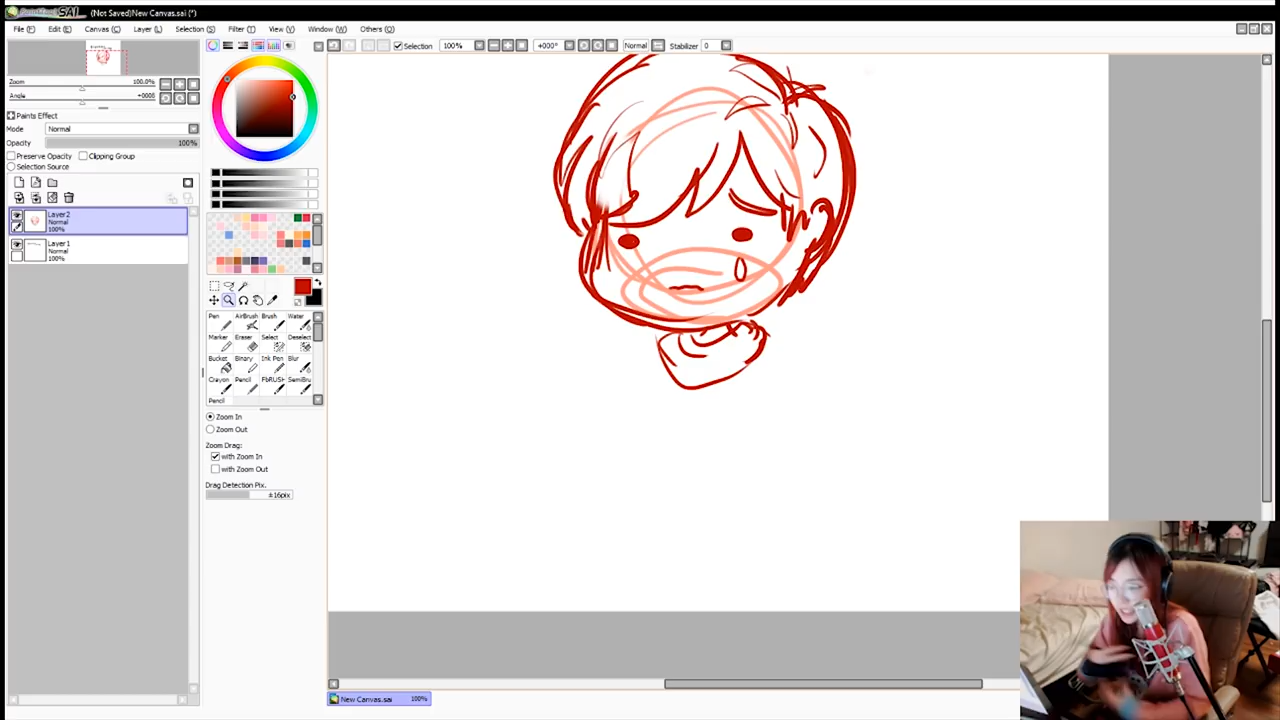 PaintTool SAI (Not Saved)New Canvas.sai (*)
File (F) Edit (E) Canvas (C) Layer (L) Selection (S) Filter (T) View (V) Window (W) Others (O)
Selection 100% +000° Normal Stabilizer 0
Zoom 100.0%
Angle +000θ
Paints Effect
Mode Normal
Opacity 100%
Preserve Opacity Clipping Group
Selection Source
Layer2
Normal
100%
Layer1
Normal
100%
Pen AirBrush Brush Water
Marker Eraser Select Deselect
Bucket Binary Ink Pen Blur
Crayon Pencil FbRUSH SemiBru
Pencil
Zoom In
Zoom Out
Zoom Drag:
with Zoom In
with Zoom Out
Drag Detection Pix.
±16pix
New Canvas.sai 100%